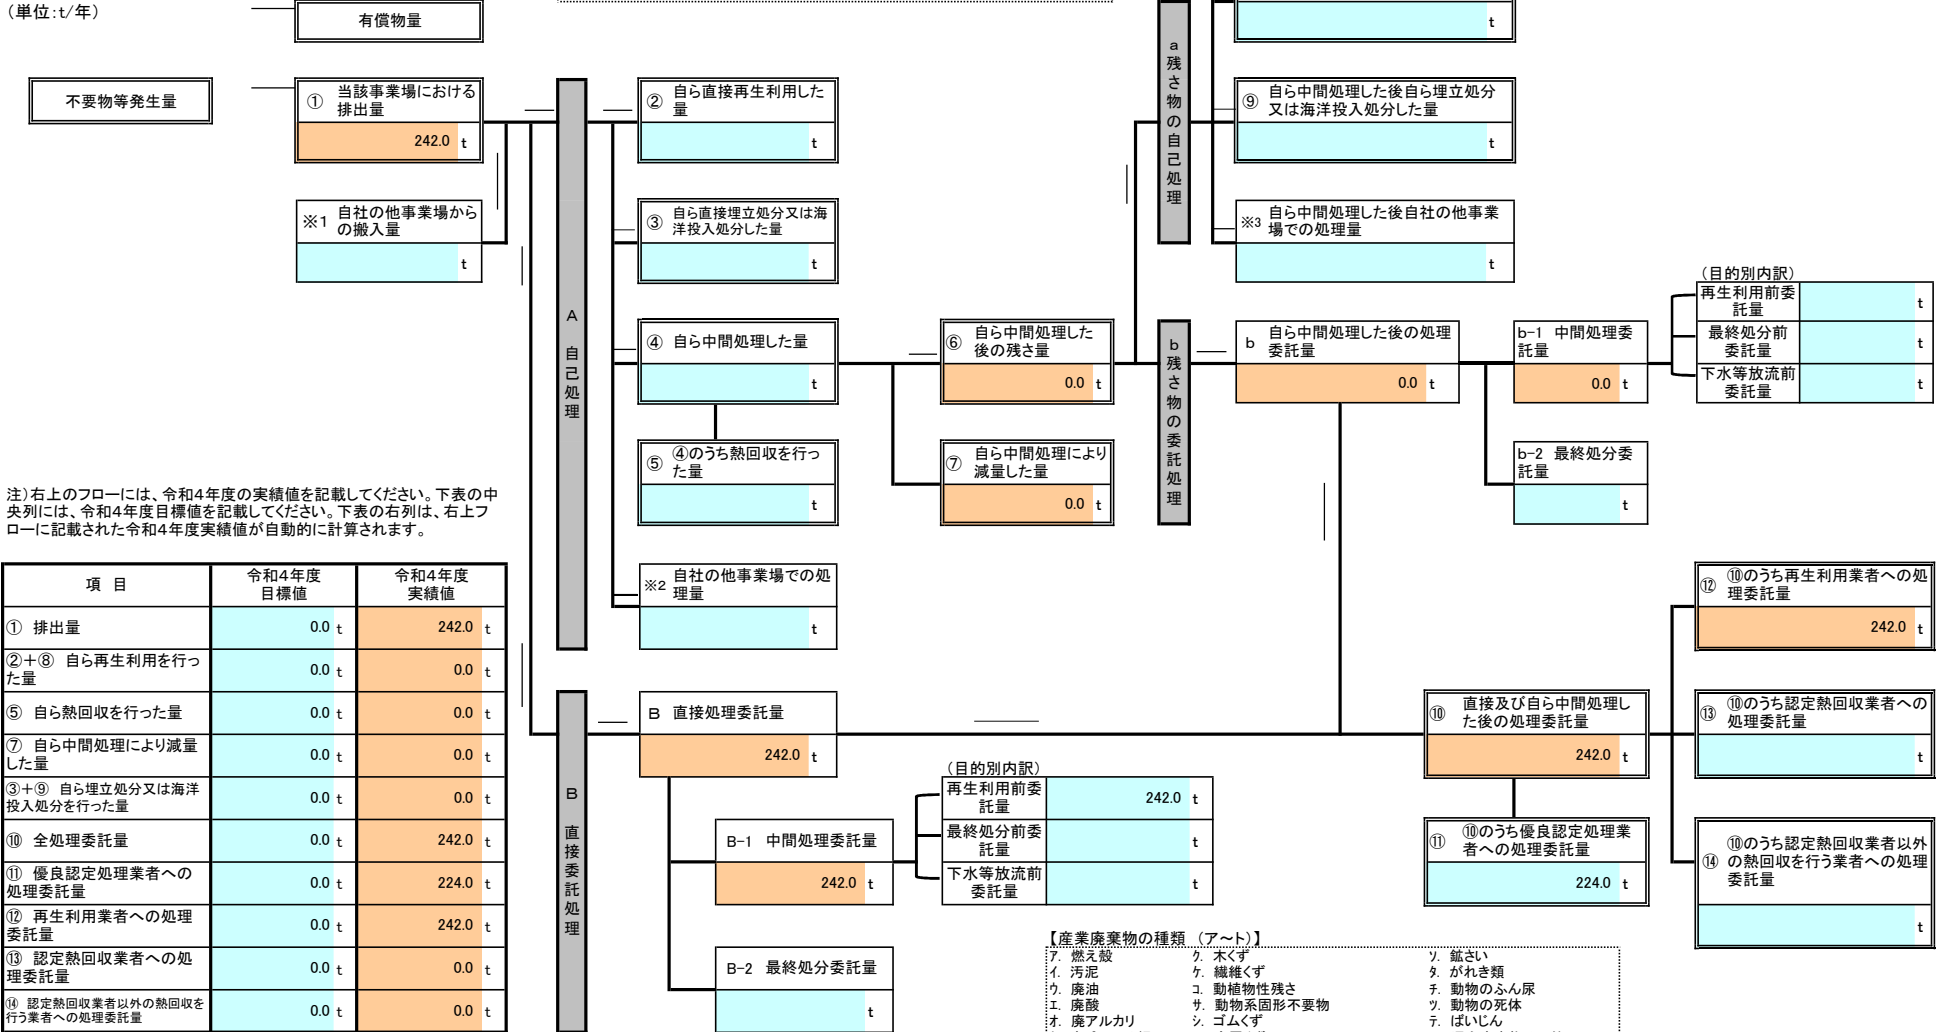 (単位:t/年)
有償物量
t
不要物等発生量
① 当該事業場における
排出量
242.0 t
※1 自社の他事業場から
の搬入量
t
A 自己処理
② 自ら直接再生利用した
量
t
③ 自ら直接埋立処分又は海
洋投入処分した量
t
④ 自ら中間処理した量
t
⑤ ④のうち熱回収を行っ
た量
t
※2 自社の他事業場での処
理量
t
⑥ 自ら中間処理した
後の残さ量
0.0 t
⑦ 自ら中間処理により
減量した量
0.0 t
a 残さ物の自己処理
⑨ 自ら中間処理した後自ら埋立処分
又は海洋投入処分した量
t
※3 自ら中間処理した後自社の他事業
場での処理量
t
b 残さ物の委託処理
b 自ら中間処理した後の処理
委託量
0.0 t
b-1 中間処理委
託量
0.0 t
b-2 最終処分委
託量
t
(目的別内訳)
再生利用前委
託量
t
最終処分前
委託量
t
下水等放流前
委託量
t
注)右上のフローには、令和4年度の実績値を記載してください。下表の中
央列には、令和4年度目標値を記載してください。下表の右列は、右上フ
ローに記載された令和4年度実績値が自動的に計算されます。
項 目 令和4年度 目標値 令和4年度 実績値
① 排出量 0.0 t 242.0 t
②+⑧ 自ら再生利用を行っ
た量 0.0 t 0.0 t
⑤ 自ら熱回収を行った量 0.0 t 0.0 t
⑦ 自ら中間処理により減量
した量 0.0 t 0.0 t
③+⑨ 自ら埋立処分又は海洋
投入処分を行った量 0.0 t 0.0 t
⑩ 全処理委託量 0.0 t 242.0 t
⑪ 優良認定処理業者への
処理委託量 0.0 t 224.0 t
⑫ 再生利用業者への処理
委託量 0.0 t 242.0 t
⑬ 認定熱回収業者への処
理委託量 0.0 t 0.0 t
⑭ 認定熱回収業者以外の熱回収を
行う業者への処理委託量 0.0 t 0.0 t
B 直接委託処理
B 直接処理委託量
242.0 t
B-1 中間処理委託量
242.0 t
B-2 最終処分委託量
t
(目的別内訳)
再生利用前委
託量
242.0 t
最終処分前委
託量
t
下水等放流前
委託量
t
⑩ 直接及び自ら中間処理し
た後の処理委託量
242.0 t
⑪ ⑩のうち優良認定処理業
者への処理委託量
224.0 t
⑫ ⑩のうち再生利用業者への処
理委託量
242.0 t
⑬ ⑩のうち認定熱回収業者への
処理委託量
t
⑭ ⑩のうち認定熱回収業者以外
の熱回収を行う業者への処理
委託量
t
【産業廃棄物の種類 (ア~ト)】
ア. 燃え殻 ク. 木くず ソ. 鉱さい
イ. 汚泥 ケ. 繊維くず タ. がれき類
ウ. 廃油 コ. 動植物性残さ チ. 動物のふん尿
エ. 廃酸 サ. 動物系固形不要物 ツ. 動物の死体
オ. 廃アルカリ シ. ゴムくず テ. ばいじん